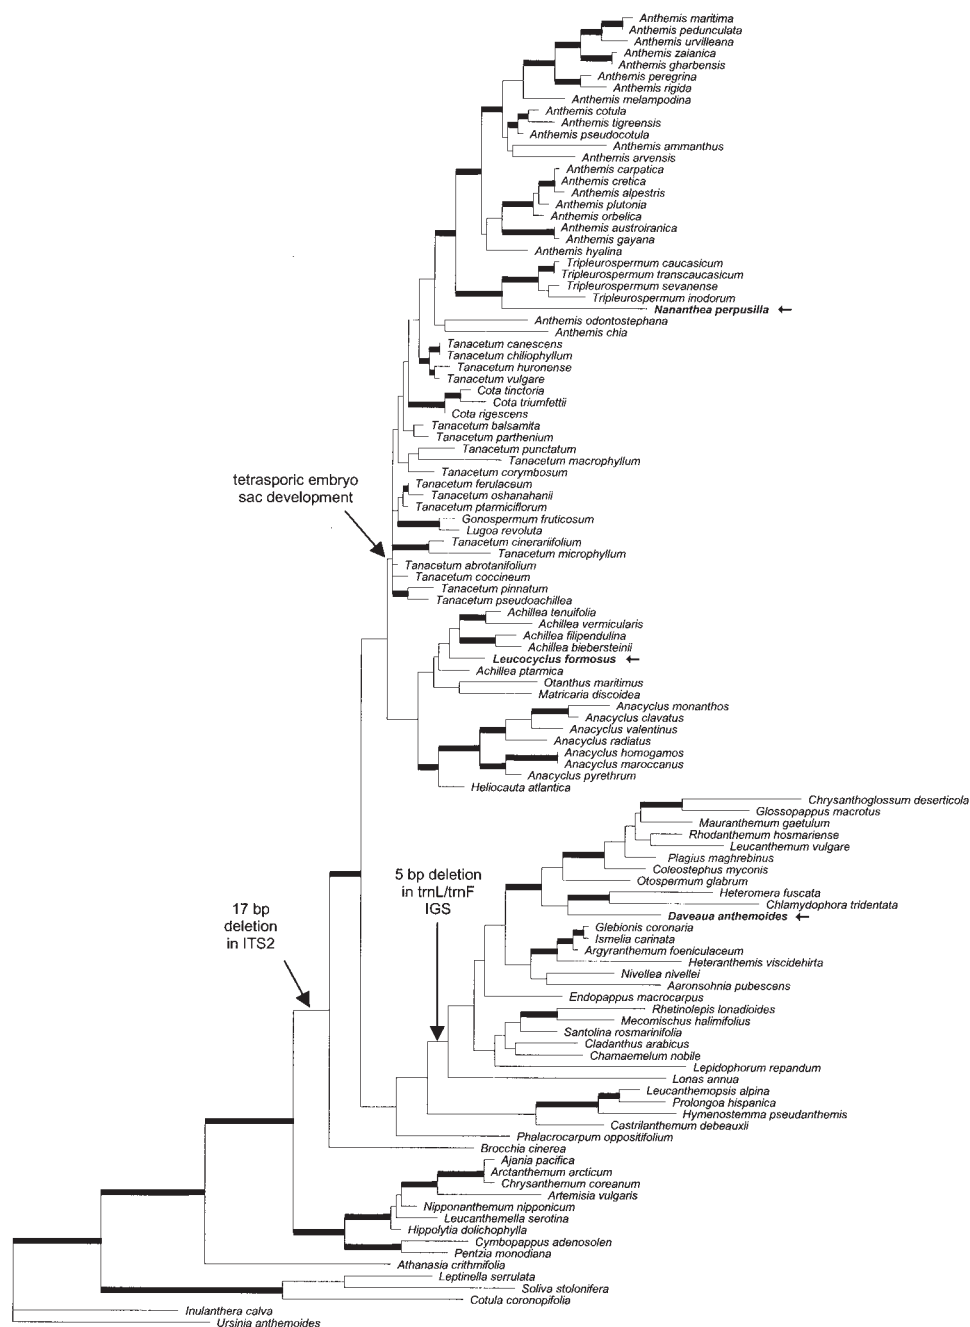 Anthemis maritima
Anthemis pedunculata
Anthemis urvilleana
Anthemis zaianica
Anthemis gharbensis
Anthemis peregrina
Anthemis rigida
Anthemis melampodina
Anthemis cotula
Anthemis tigreensis
Anthemis pseudocotula
Anthemis ammanthus
Anthemis arvensis
Anthemis carpatica
Anthemis cretica
Anthemis alpestris
Anthemis plutonia
Anthemis orbelica
Anthemis austroiranica
Anthemis gayana
Anthemis hyalina
Tripleurospermum caucasicum
Tripleurospermum transcaucasicum
Tripleurospermum sevanense
Tripleurospermum inodorum
Nananthea perpusilla
Anthemis odontostephana
Anthemis chia
Tanacetum canescens
Tanacetum chiliophyllum
Tanacetum huronense
Tanacetum vulgare
Cota tinctoria
Cota triumfettii
Cota rigescens
Tanacetum balsamita
Tanacetum parthenium
Tanacetum punctatum
Tanacetum macrophyllum
Tanacetum corymbosum
tetrasporic embryo
sac development
Tanacetum ferulaceum
Tanacetum oshanahanii
Tanacetum ptarmiciflorum
Gonospermum fruticosum
Lugoa revoluta
Tanacetum cinerariifolium
Tanacetum microphyllum
Tanacetum abrotanifolium
Tanacetum coccineum
Tanacetum pinnatum
Tanacetum pseudoachillea
Achillea tenuifolia
Achillea vermicularis
Achillea filipendulina
Achillea biebersteinii
Leucocyclus formosus
Achillea ptarmica
Otanthus maritimus
Matricaria discoidea
Anacyclus monanthos
Anacyclus clavatus
Anacyclus valentinus
Anacyclus radiatus
Anacyclus homogamos
Anacyclus maroccanus
Anacyclus pyrethrum
Heliocauta atlantica
Chrysanthoglossum deserticola
Glossopappus macrotus
Mauranthemum gaetulum
Rhodanthemum hosmariense
Leucanthemum vulgare
Plagius maghrebinus
Coleostephus myconis
Otospermum glabrum
Heteromera fuscata
Chlamydophora tridentata
Daveaua anthemoides
5 bp deletion
in trnL/trnF
IGS
17 bp
deletion
in ITS2
Glebionis coronaria
Ismelia carinata
Argyranthemum foeniculaceum
Heteranthemis viscidehirta
Nivellea nivellei
Aaronsohnia pubescens
Endopappus macrocarpus
Rhetinolepis lonadioides
Mecomischus halimifolius
Santolina rosmarinifolia
Cladanthus arabicus
Chamaemelum nobile
Lepidophorum repandum
Lonas annua
Leucanthemopsis alpina
Prolongoa hispanica
Hymenostemma pseudanthemis
Castrilanthemum debeauxii
Phalacrocarpum oppositifolium
Brocchia cinerea
Ajania pacifica
Arctanthemum arcticum
Chrysanthemum coreanum
Artemisia vulgaris
Nipponanthemum nipponicum
Leucanthemella serotina
Hippolytia dolichophylla
Cymbopappus adenosolen
Pentzia monodiana
Athanasia crithmifolia
Leptinella serrulata
Soliva stolonifera
Cotula coronopifolia
Inulanthera calva
Ursinia anthemoides